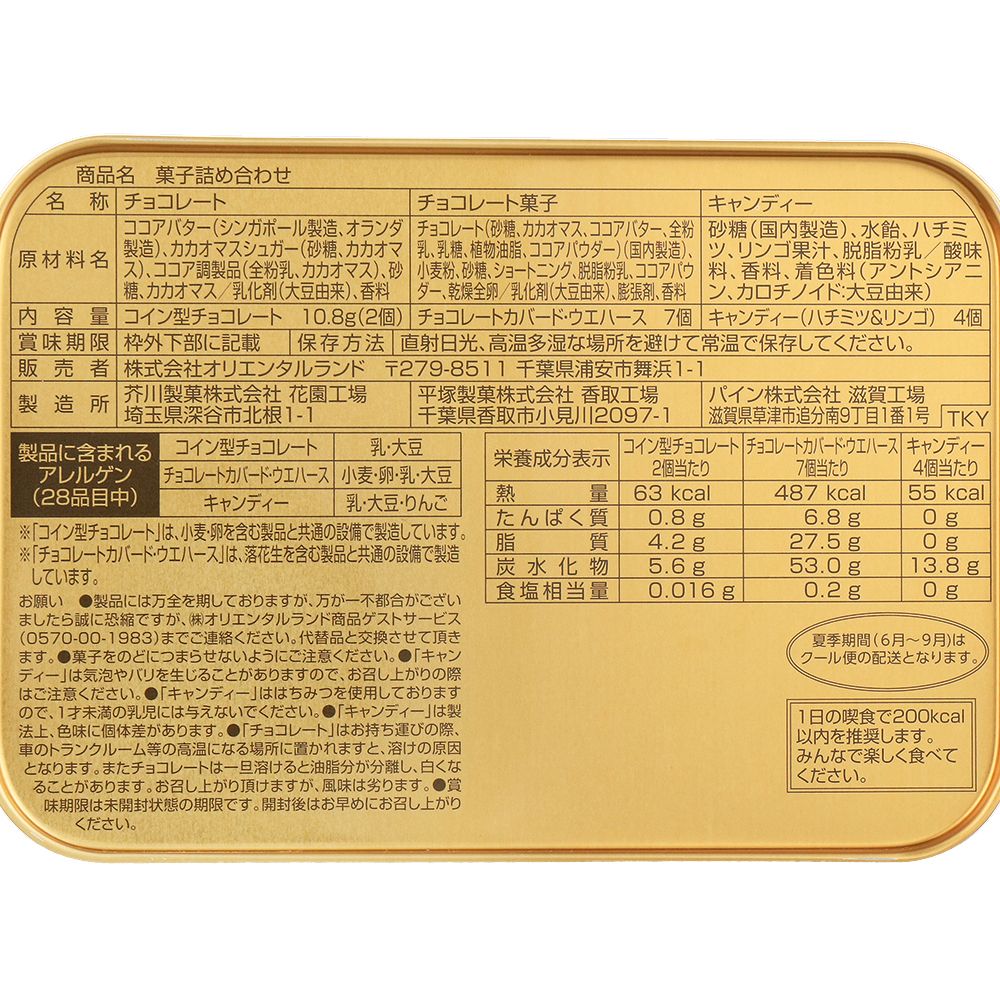 商品名 菓子詰め合わせ
名 称 チョコレート チョコレート菓子 キャンディー
原材料名
ココアバター(シンガポール製造、オランダ
製造)、カカオマスシュガー(砂糖、カカオマ
ス)、ココア調製品(全粉乳、カカオマス)、砂
糖、カカオマス/乳化剤(大豆由来)、香料
チョコレート(砂糖、カカオマス、ココアバター、全粉
乳、乳糖、植物油脂、ココアパウダー)(国内製造)、
小麦粉、砂糖、ショートニング、脱脂粉乳、ココアパウ
ダー、乾燥全卵/乳化剤(大豆由来)、膨張剤、香料
砂糖(国内製造)、水飴、ハチミ
ツ、リンゴ果汁、脱脂粉乳/酸味
料、香料、着色料(アントシアニ
ン、カロチノイド:大豆由来)
内 容 量 コイン型チョコレート 10.8g(2個) チョコレートカバード・ウエハース 7個 キャンディー(ハチミツ&リンゴ) 4個
賞味期限 枠外下部に記載 保存方法 直射日光、高温多湿な場所を避けて常温で保存してください。
販 売 者 株式会社オリエンタルランド 〒279-8511 千葉県浦安市舞浜1-1
製 造 所
芥川製菓株式会社 花園工場
埼玉県深谷市北根1-1
平塚製菓株式会社 香取工場
千葉県香取市小見川2097-1
パイン株式会社 滋賀工場
滋賀県草津市追分南9丁目1番1号 TKY
製品に含まれる
アレルゲン
(28品目中)
コイン型チョコレート 乳・大豆
チョコレートカバード・ウエハース 小麦・卵・乳・大豆
キャンディー 乳・大豆・りんご
※「コイン型チョコレート」は、小麦・卵を含む製品と共通の設備で製造しています。
※「チョコレートカバード・ウエハース」は、落花生を含む製品と共通の設備で製造
しています。
お願い ●製品には万全を期しておりますが、万が一不都合がござい
ましたら誠に恐縮ですが、㈱オリエンタルランド商品ゲストサービス
(0570-00-1983)までご連絡ください。代替品と交換させて頂き
ます。●菓子をのどにつまらせないようにご注意ください。●「キャン
ディー」は気泡やバリを生じることがありますので、お召し上がりの際
はご注意ください。●「キャンディー」ははちみつを使用しております
ので、1才未満の乳児には与えないでください。●「キャンディー」は製
法上、色味に個体差があります。●「チョコレート」はお持ち運びの際、
車のトランクルーム等の高温になる場所に置かれますと、溶けの原因
となります。またチョコレートは一旦溶けると油脂分が分離し、白くな
ることがあります。お召し上がり頂けますが、風味は劣ります。●賞
味期限は未開封状態の期限です。開封後はお早めにお召し上がり
ください。
栄養成分表示
コイン型チョコレート
2個当たり
チョコレートカバード・ウエハース
7個当たり
キャンディー
4個当たり
熱 量 63 kcal 487 kcal 55 kcal
たんぱく質 0.8 g 6.8 g 0 g
脂 質 4.2 g 27.5 g 0 g
炭水化物 5.6 g 53.0 g 13.8 g
食塩相当量 0.016 g 0.2 g 0 g
夏季期間(6月〜9月)は
クール便の配送となります。
1日の喫食で200kcal
以内を推奨します。
みんなで楽しく食べて
ください。